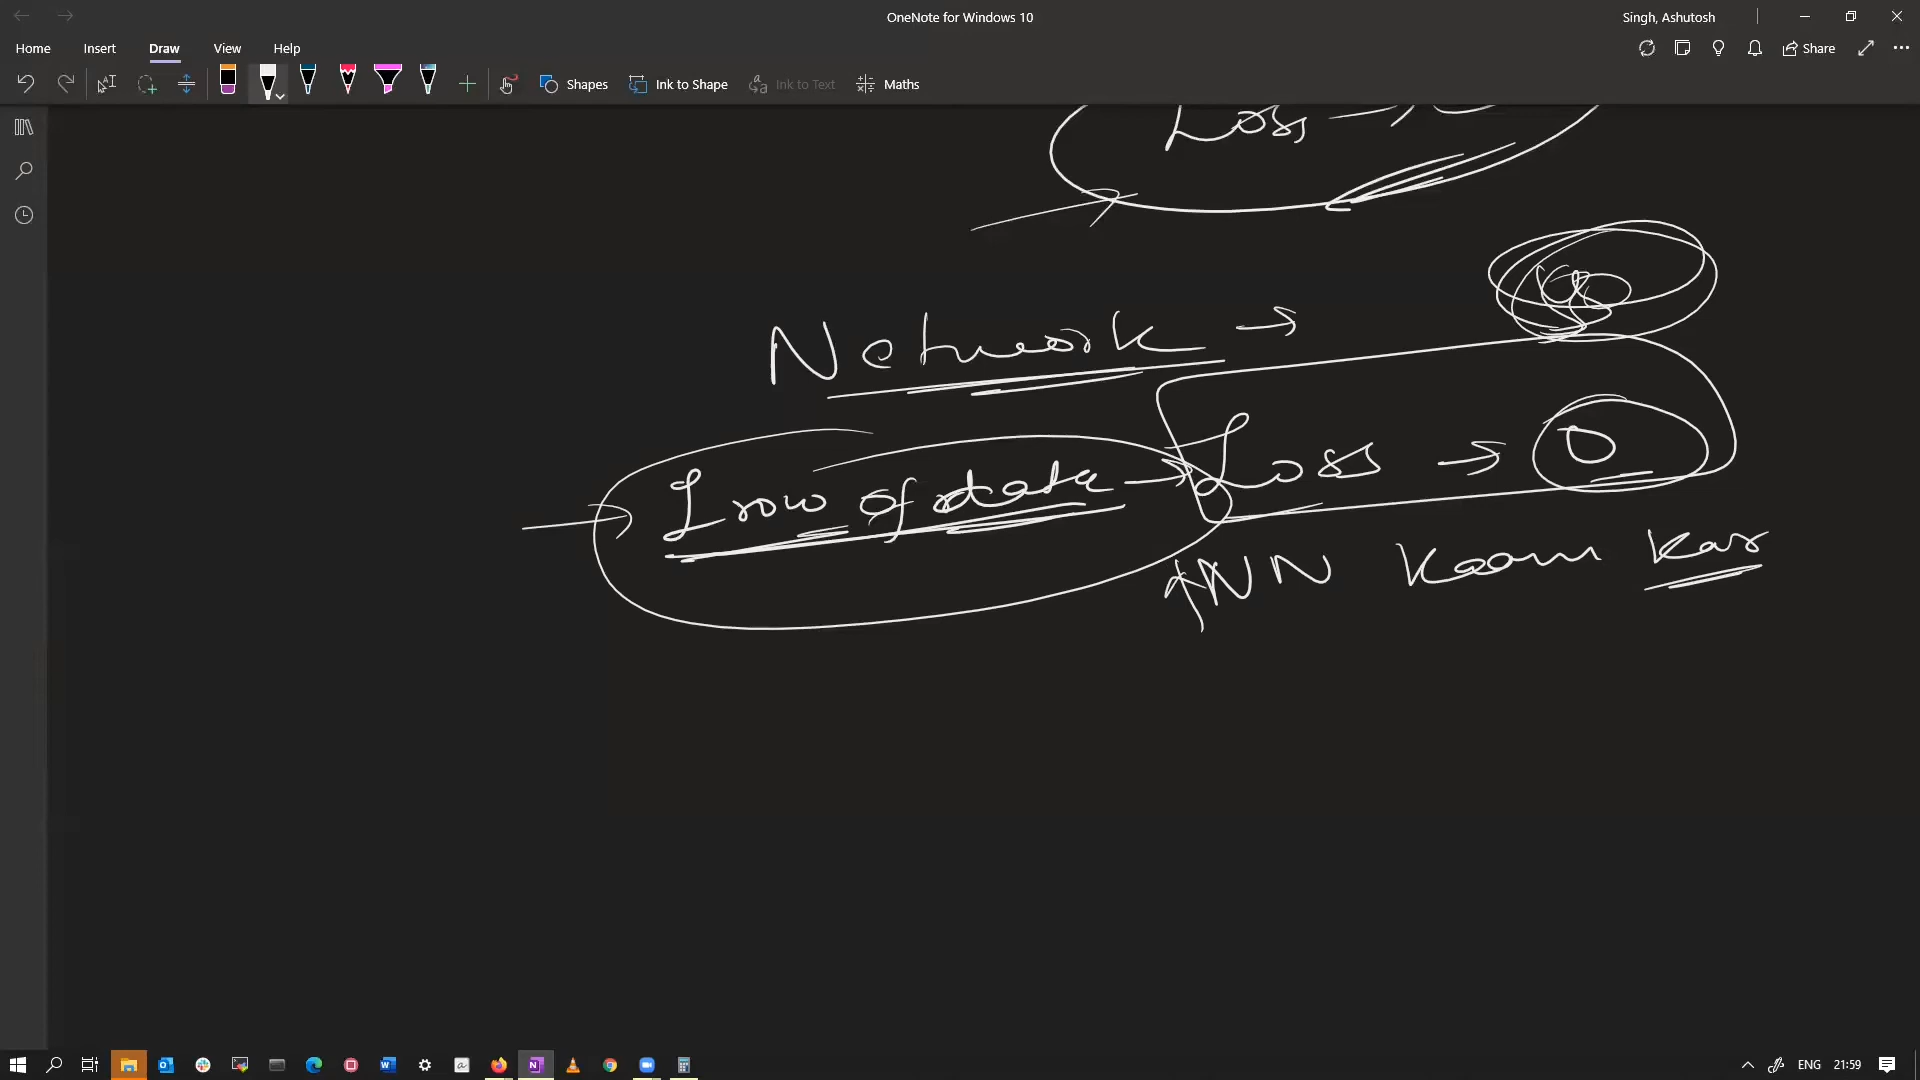 OneNote for Windows 10
Singh, Ashutosh
Home Insert Draw View Help
Share
Shapes Ink to Shape Ink to Text Maths
Loss →
Network →
1 row of data → Loss → 0
↑ NN Kaam Kar
ENG 21:59